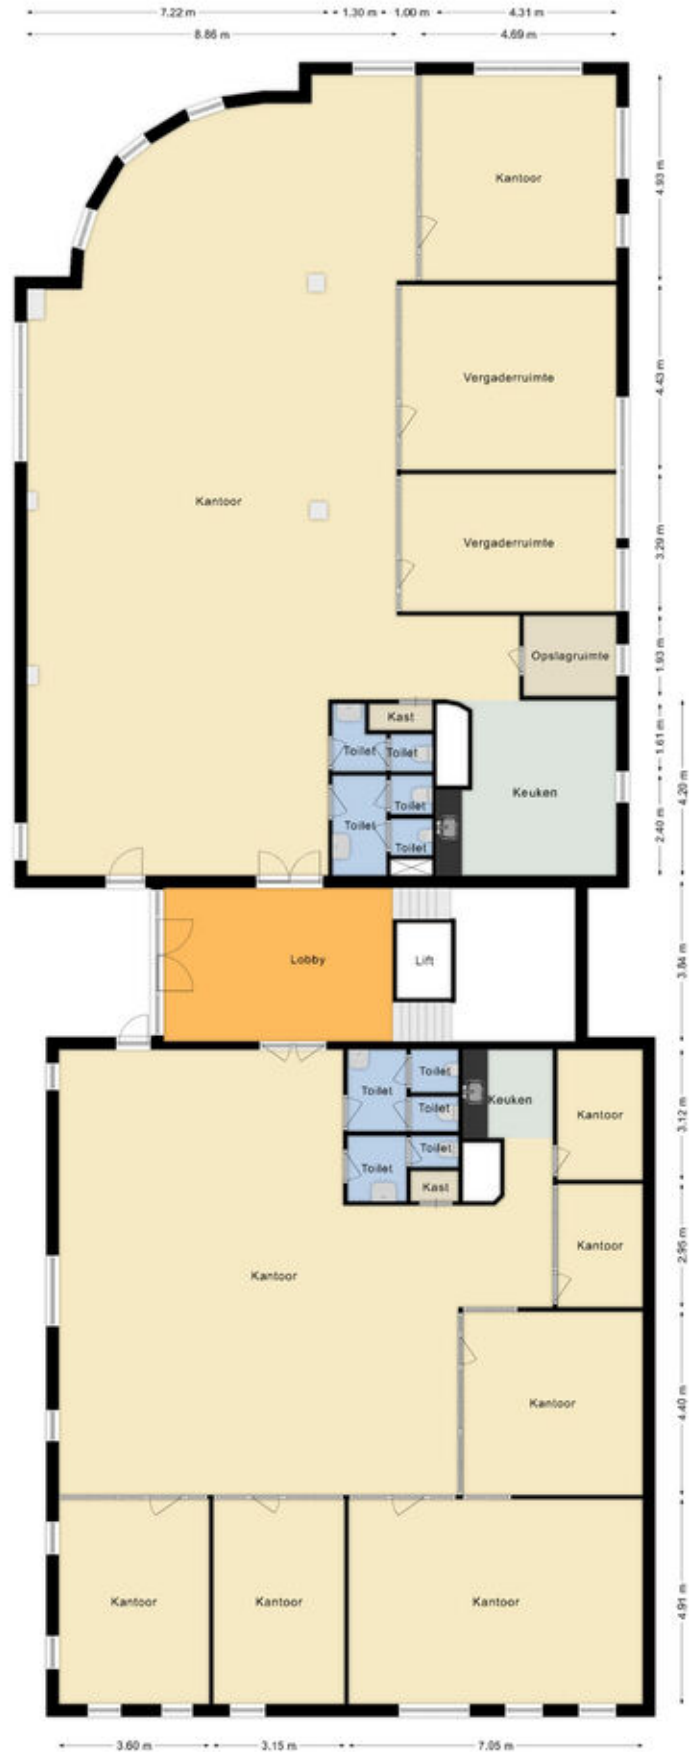 7.22 m 1.30 m 1.00 m 4.31 m
8.86 m 4.69 m
Kantoor
4.93 m
Vergaderruimte
4.43 m
Kantoor
Vergaderruimte
3.29 m
Opslagruimte
1.93 m
Kast
Toilet Toilet
1.61 m
4.20 m
Keuken
Toilet
Toilet
2.40 m
Toilet
Lobby
Lift
3.84 m
Toilet
Toilet
Keuken
Toilet
Kantoor
3.12 m
Toilet
Toilet
Kast
Kantoor
2.95 m
Kantoor
Kantoor
4.40 m
Kantoor
Kantoor
Kantoor
4.91 m
3.60 m 3.15 m 7.05 m